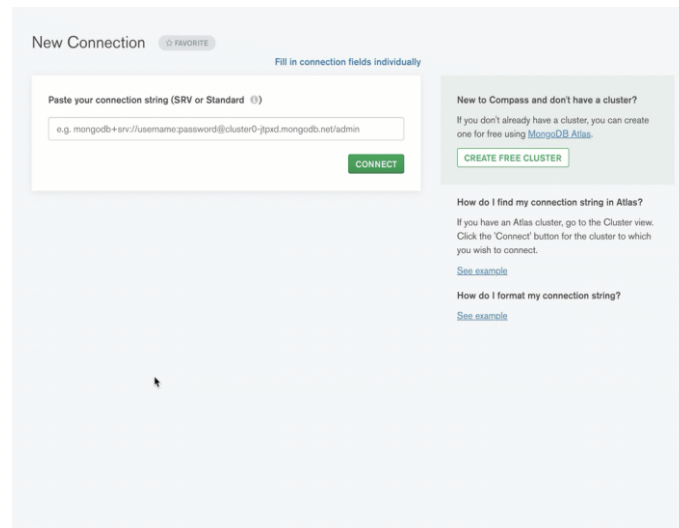 New Connection
☆ FAVORITE
Fill in connection fields individually
Paste your connection string (SRV or Standard ⓘ)
e.g. mongodb+srv://username:password@cluster0-jtpxd.mongodb.net/admin
CONNECT
New to Compass and don't have a cluster?
If you don't already have a cluster, you can create
one for free using MongoDB Atlas.
CREATE FREE CLUSTER
How do I find my connection string in Atlas?
If you have an Atlas cluster, go to the Cluster view.
Click the 'Connect' button for the cluster to which
you wish to connect.
See example
How do I format my connection string?
See example